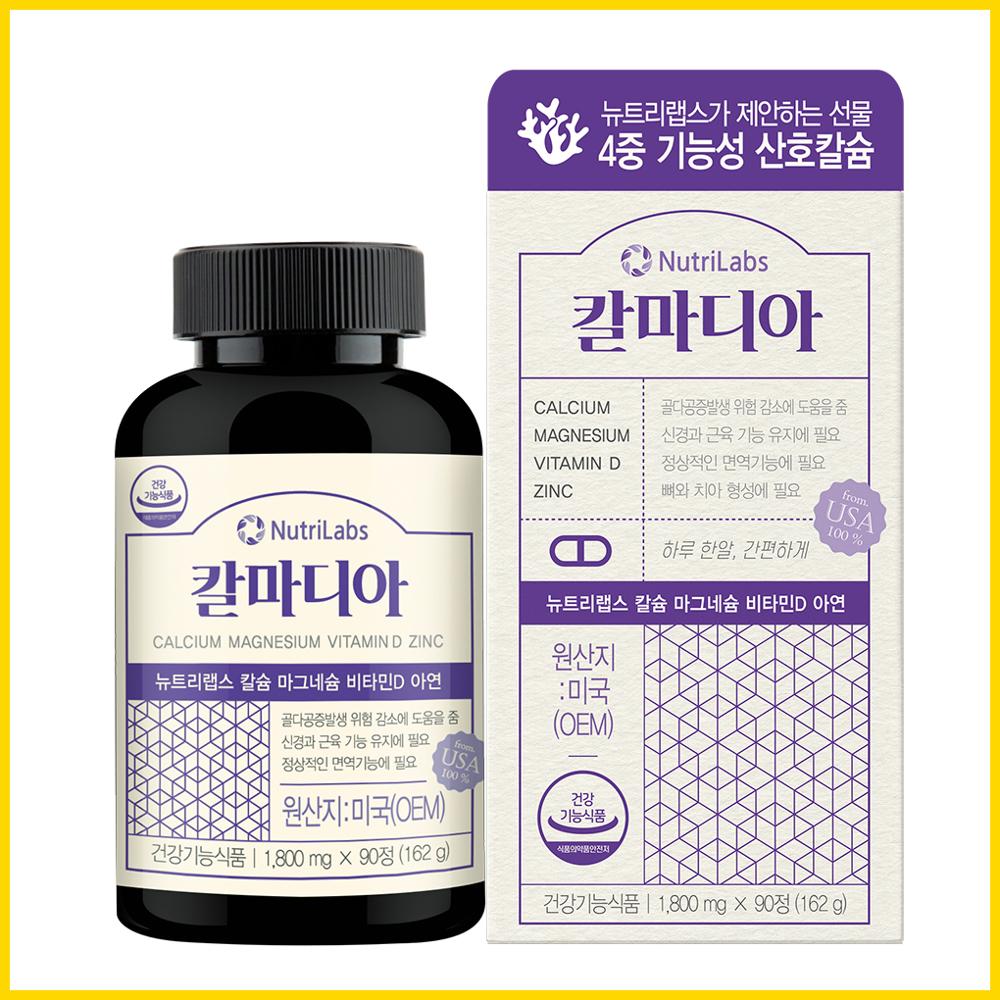 건강
기능식품
식품의약품안전처
NutriLabs
칼마디아
CALCIUM MAGNESIUM VITAMIN D ZINC
뉴트리랩스 칼슘 마그네슘 비타민D 아연
골다공증발생 위험 감소에 도움을 줌
신경과 근육 기능 유지에 필요
정상적인 면역기능에 필요
from.
USA
100 %
원산지:미국(OEM)
건강기능식품 | 1,800 mg × 90정 (162 g)
뉴트리랩스가 제안하는 선물
4중 기능성 산호칼슘
NutriLabs
칼마디아
CALCIUM 골다공증발생 위험 감소에 도움을 줌
MAGNESIUM 신경과 근육 기능 유지에 필요
VITAMIN D 정상적인 면역기능에 필요
ZINC 뼈와 치아 형성에 필요
from.
USA
100 %
하루 한알, 간편하게
뉴트리랩스 칼슘 마그네슘 비타민D 아연
원산지
:미국
(OEM)
건강
기능식품
식품의약품안전처
건강기능식품 | 1,800 mg × 90정 (162 g)